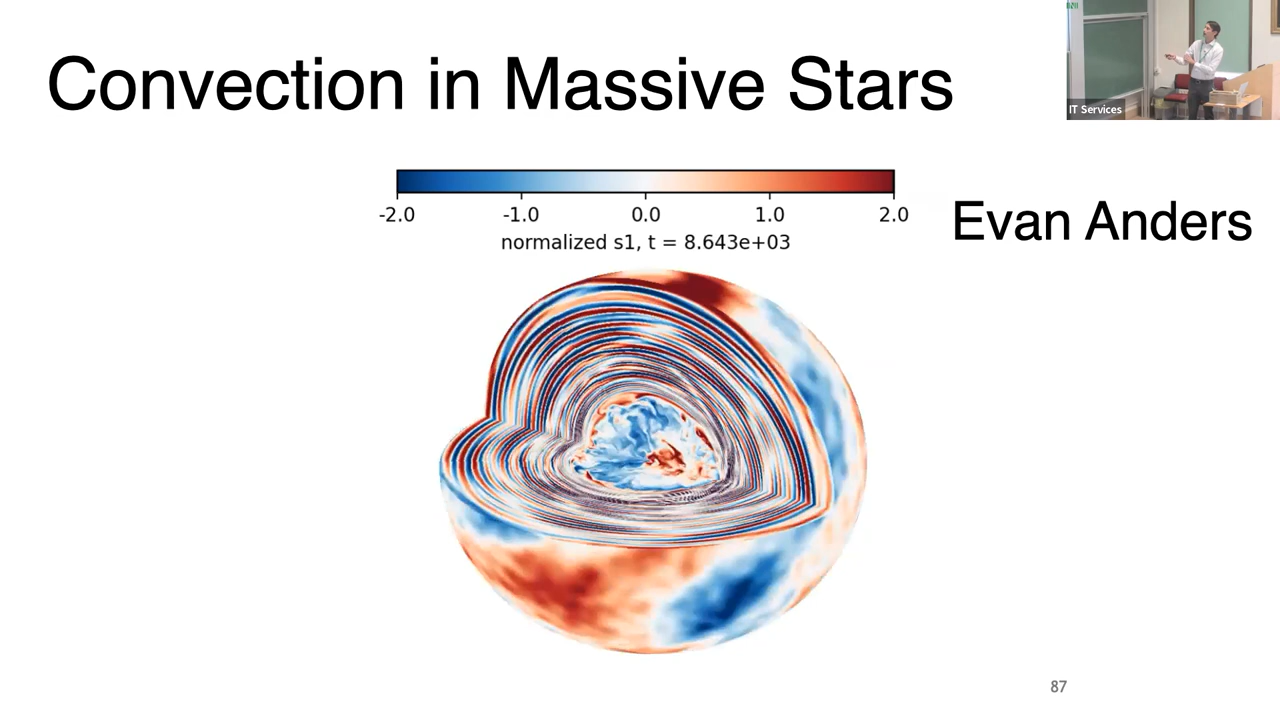 Convection in Massive Stars
IT Services
-2.0 -1.0 0.0 1.0 2.0
normalized s1, t = 8.643e+03
Evan Anders
87